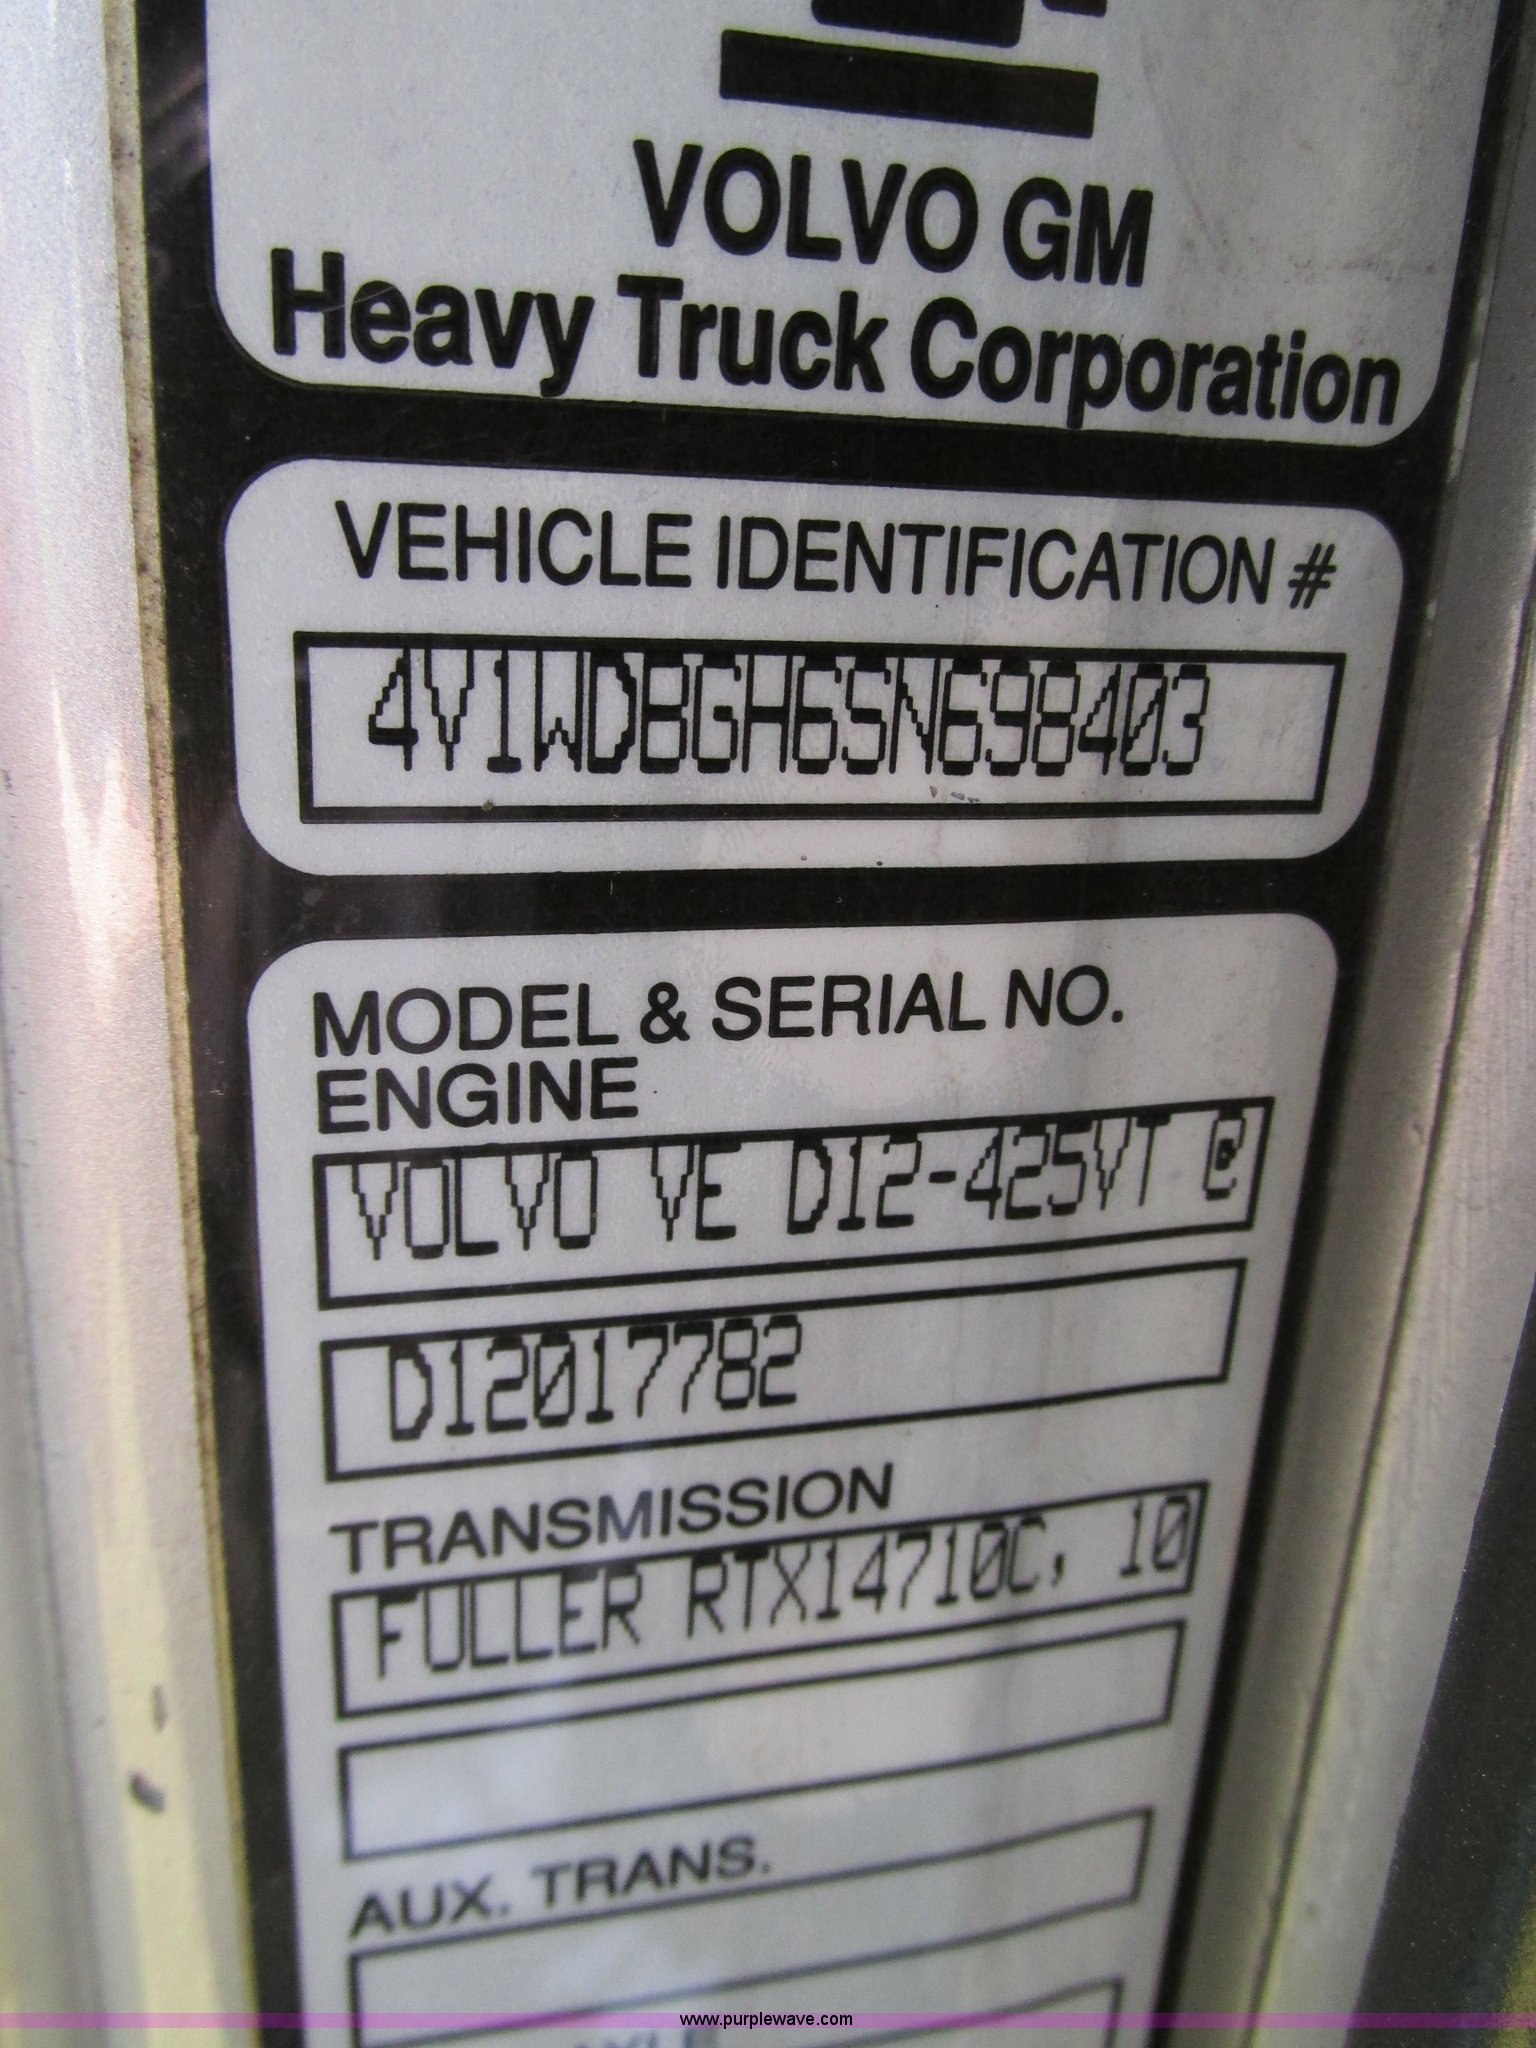 VOLVO GM
Heavy Truck Corporation
VEHICLE IDENTIFICATION #
4V1WDBGH6SN698403
MODEL & SERIAL NO.
ENGINE
VOLVO VE D12-425VT @
D12017782
TRANSMISSION
FULLER RTX14710C, 10
AUX. TRANS.
www.purplewave.com